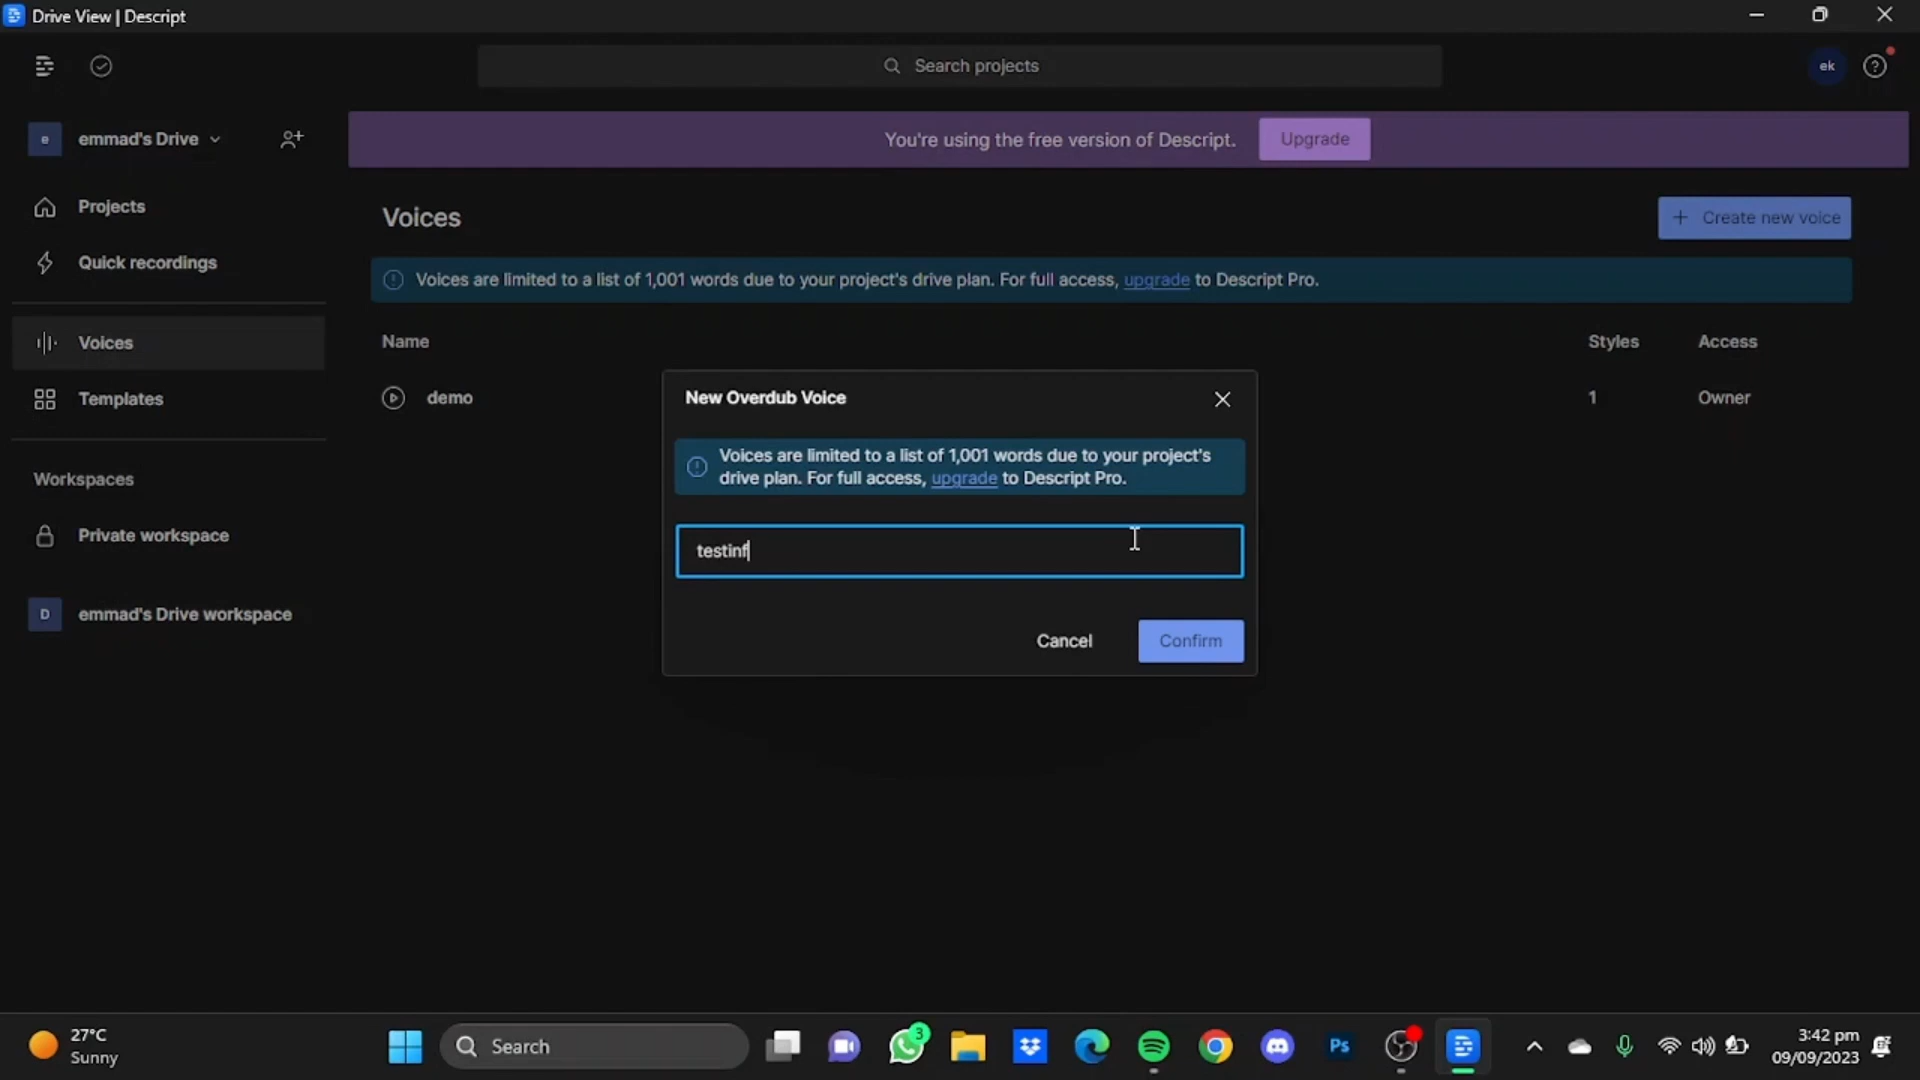 Drive View | Descript
Search projects
ek
e
emmad's Drive
You're using the free version of Descript.
Upgrade
Projects
Voices
+ Create new voice
Quick recordings
Voices are limited to a list of 1,001 words due to your project's drive plan. For full access, upgrade to Descript Pro.
Voices
Name
Styles
Access
Templates
demo
1
Owner
New Overdub Voice
Voices are limited to a list of 1,001 words due to your project's
drive plan. For full access, upgrade to Descript Pro.
Workspaces
Private workspace
testinf
D
emmad's Drive workspace
Cancel
Confirm
27°C
Sunny
Search
3
Ps
3:42 pm
09/09/2023